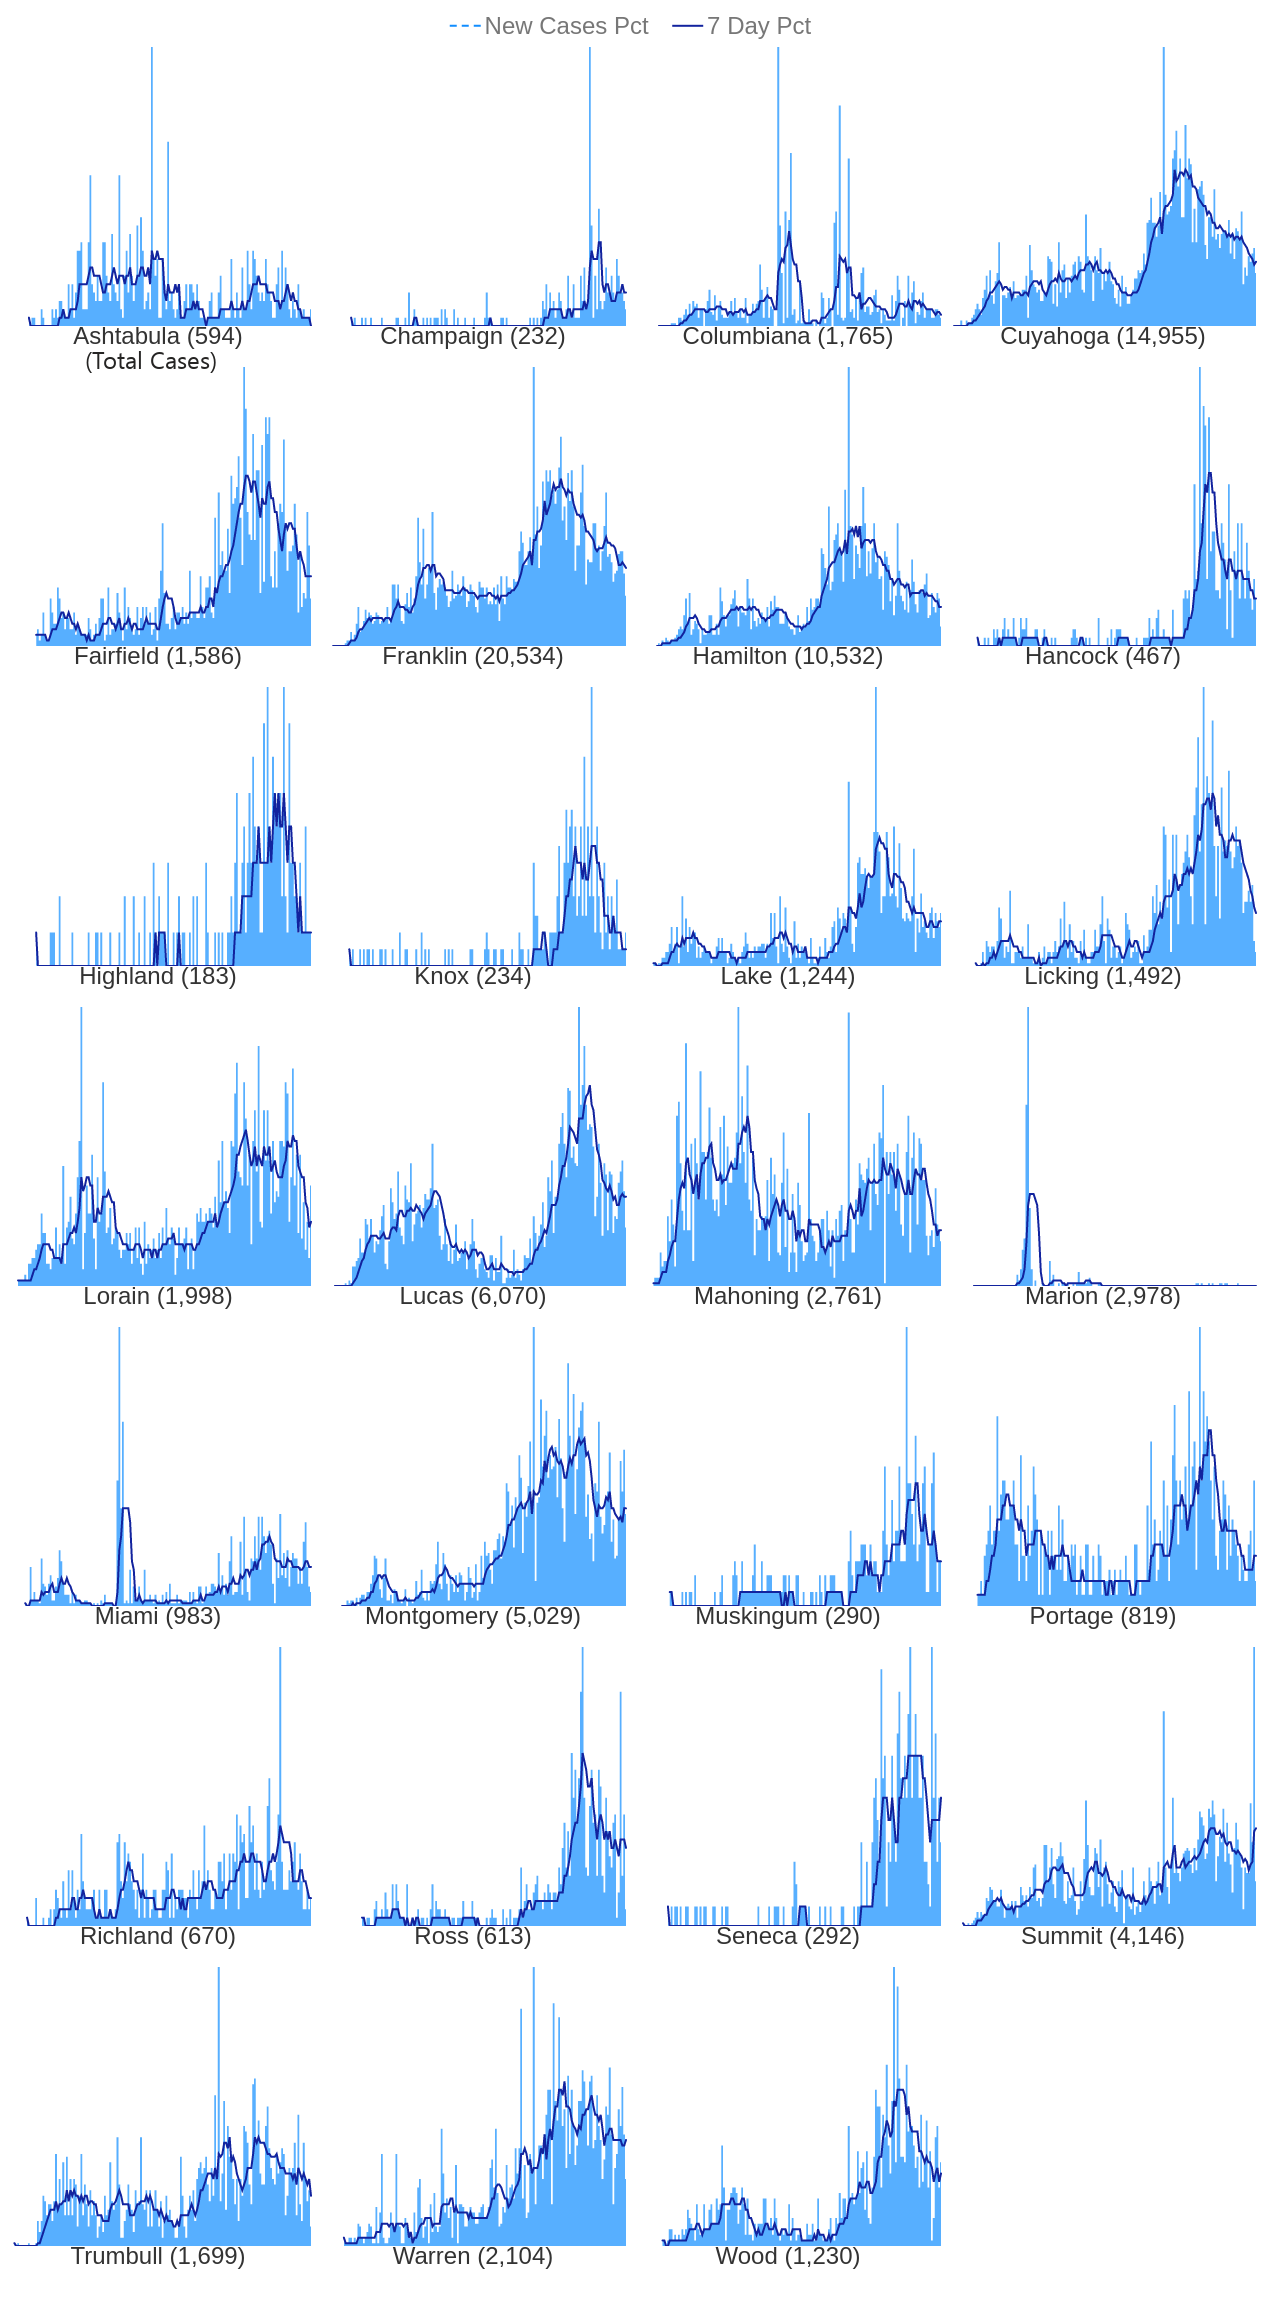 New Cases Pct 7 Day Pct
Ashtabula (594) Champaign (232) Columbiana (1,765) Cuyahoga (14,955)
(Total Cases)
Fairfield (1,586) Franklin (20,534) Hamilton (10,532) Hancock (467)
Highland (183) Knox (234) Lake (1,244) Licking (1,492)
Lorain (1,998) Lucas (6,070) Mahoning (2,761) Marion (2,978)
Miami (983) Montgomery (5,029) Muskingum (290) Portage (819)
Richland (670) Ross (613) Seneca (292) Summit (4,146)
Trumbull (1,699) Warren (2,104) Wood (1,230)